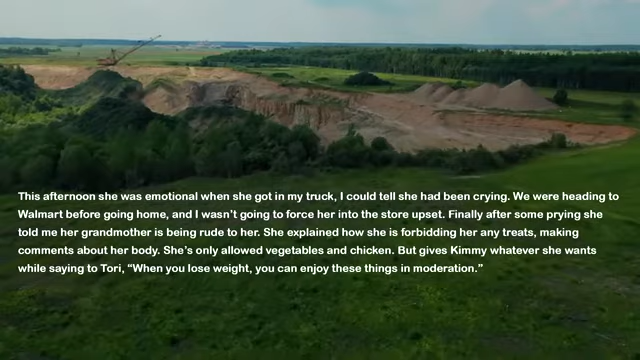 This afternoon she was emotional when she got in my truck, I could tell she had been crying. We were heading to
Walmart before going home, and I wasn't going to force her into the store upset. Finally after some prying she
told me her grandmother is being rude to her. She explained how she is forbidding her any treats, making
comments about her body. She's only allowed vegetables and chicken. But gives Kimmy whatever she wants
while saying to Tori, “When you lose weight, you can enjoy these things in moderation.”